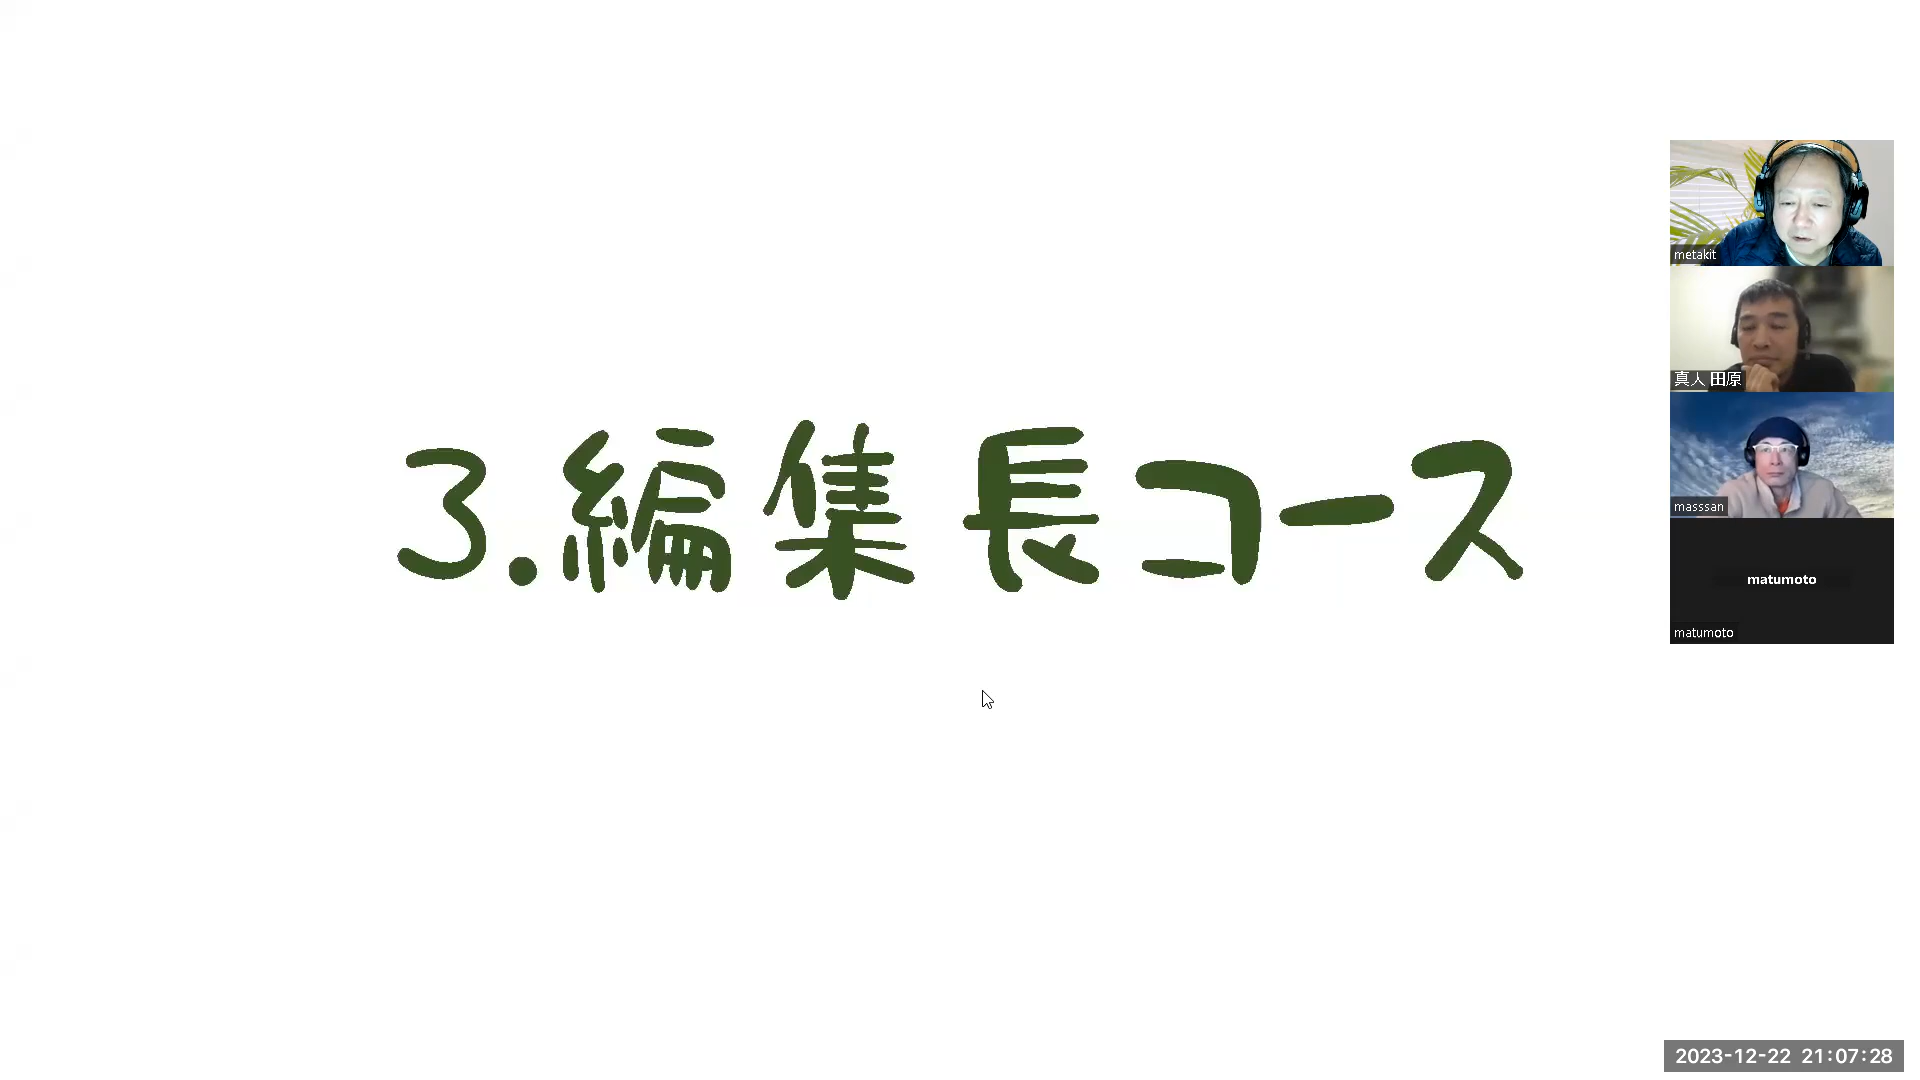 3.編集長コース
metakit
真人 田原
masssan
matumoto
matumoto
2023-12-22 21:07:28